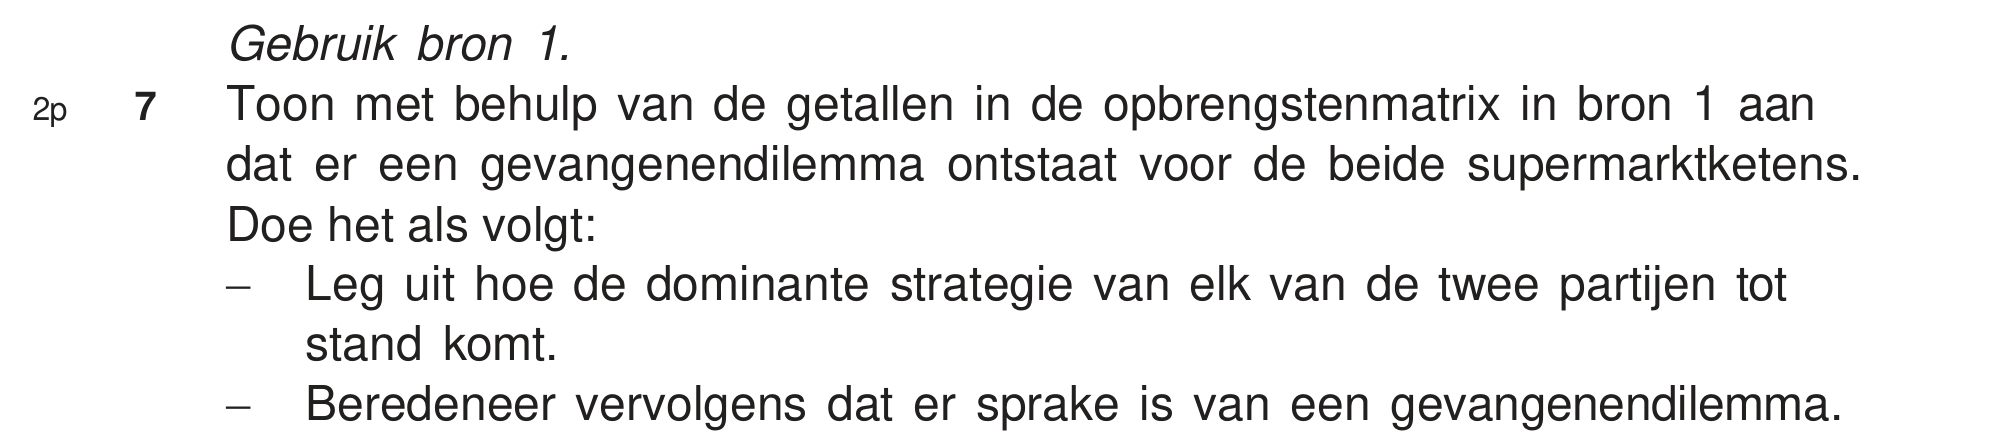 Gebruik bron 1.
2p 7 Toon met behulp van de getallen in de opbrengstenmatrix in bron 1 aan
dat er een gevangenendilemma ontstaat voor de beide supermarktketens.
Doe het als volgt:
– Leg uit hoe de dominante strategie van elk van de twee partijen tot
stand komt.
– Beredeneer vervolgens dat er sprake is van een gevangenendilemma.